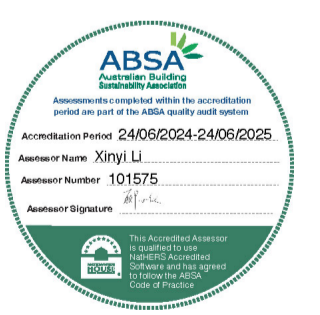 ABSA
Australian Building
Sustainability Association
Assessments completed within the accreditation
period are part of the ABSA quality audit system
Accreditation Period 24/06/2024-24/06/2025
Assessor Name Xinyi Li
Assessor Number 101575
Assessor Signature
This Accredited Assessor
is qualified to use
NatHERS Accredited
Software and has agreed
to follow the ABSA
Code of Practice
NATIONWIDE
HOUSE